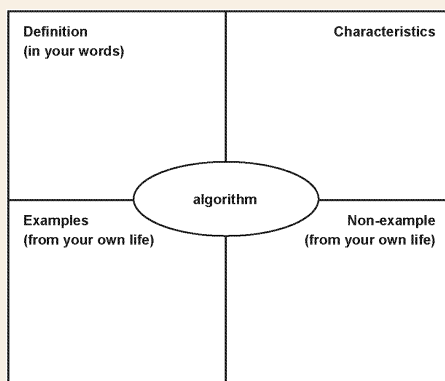 Definition
(in your words)
Characteristics
algorithm
Examples
(from your own life)
Non-example
(from your own life)